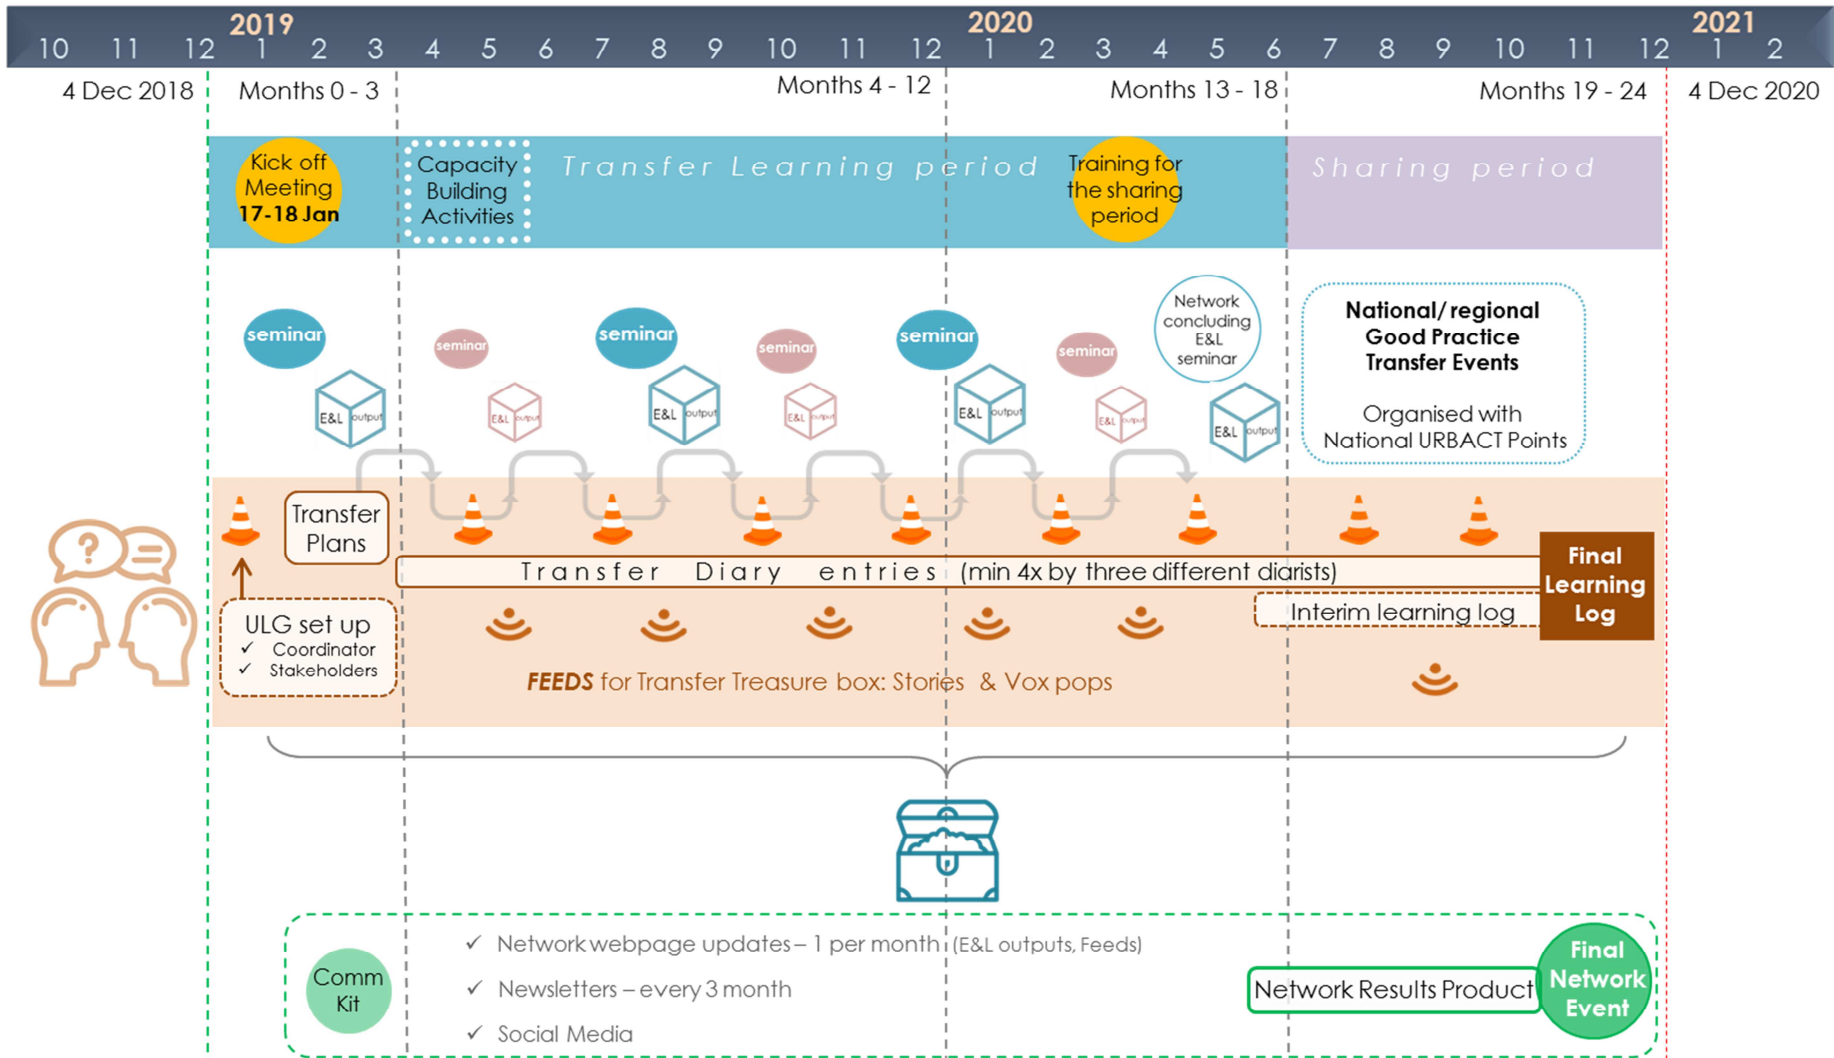 2019
2020
2021
10 11 12 1 2 3 4 5 6 7 8 9 10 11 12 1 2 3 4 5 6 7 8 9 10 11 12 1 2
4 Dec 2018
Months 0 - 3
Months 4 - 12
Months 13 - 18
Months 19 - 24
4 Dec 2020
Kick off
Meeting
17-18 Jan
Capacity
Building
Activities
Transfer Learning period
Training for
the sharing
period
Sharing period
seminar
seminar
seminar
seminar
seminar
seminar
Network
concluding
E&L
seminar
National/regional
Good Practice
Transfer Events
Organised with
National URBACT Points
E&L output
E&L output
E&L output
E&L output
E&L output
E&L output
E&L output
Transfer
Plans
Transfer Diary entries (min 4x by three different diarists)
Final
Learning
Log
ULG set up
✓ Coordinator
✓ Stakeholders
Interim learning log
FEEDS for Transfer Treasure box: Stories & Vox pops
?
Comm
Kit
✓ Network webpage updates – 1 per month (E&L outputs, Feeds)
✓ Newsletters – every 3 month
✓ Social Media
Network Results Product
Final
Network
Event